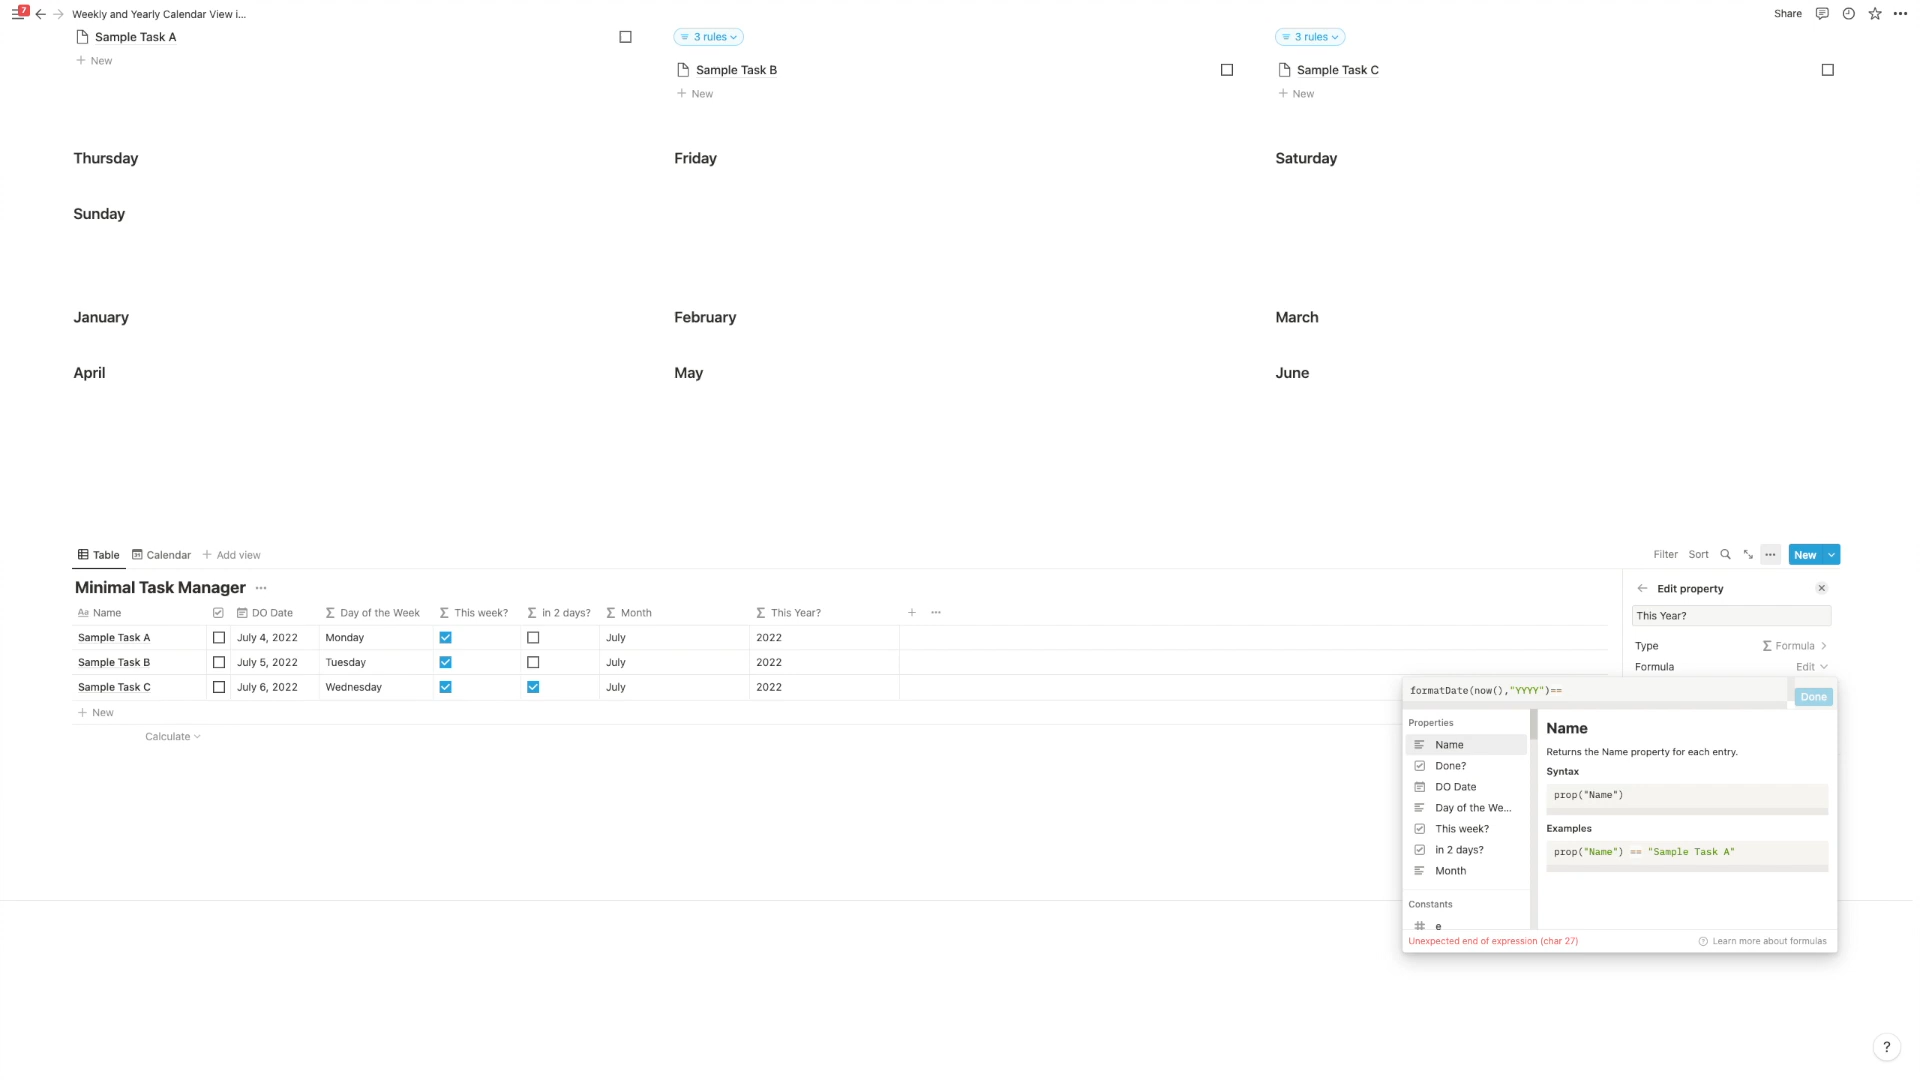 7
Weekly and Yearly Calendar View i...
Share
Sample Task A
3 rules
3 rules
New
Sample Task B
Sample Task C
New
New
Thursday
Friday
Saturday
Sunday
January
February
March
April
May
June
Table
Calendar
Add view
Filter
Sort
New
Minimal Task Manager
Edit property
Aa Name
DO Date
Σ Day of the Week
Σ This week?
Σ in 2 days?
Σ Month
Σ This Year?
This Year?
Sample Task A
July 4, 2022
Monday
July
2022
Type
Σ Formula
Sample Task B
July 5, 2022
Tuesday
July
2022
Formula
Edit
Sample Task C
July 6, 2022
Wednesday
July
2022
formatDate(now(),"YYYY")==
Done
New
Calculate
Properties
Name
Done?
DO Date
Day of the We...
This week?
in 2 days?
Month
Constants
e
Name
Returns the Name property for each entry.
Syntax
prop("Name")
Examples
prop("Name") == "Sample Task A"
Unexpected end of expression (char 27)
Learn more about formulas
?